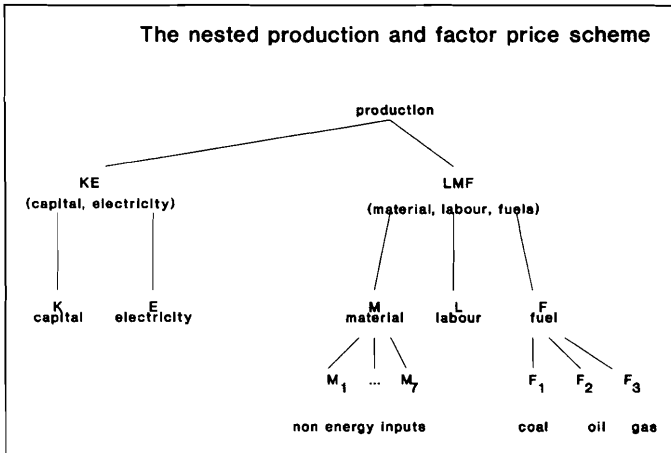 The nested production and factor price scheme
production
KE LMF
(capital, electricity) (material, labour, fuels)
K E M L F
capital electricity material labour fuel
M1 ... M7 F1 F2 F3
non energy inputs coal oil gas